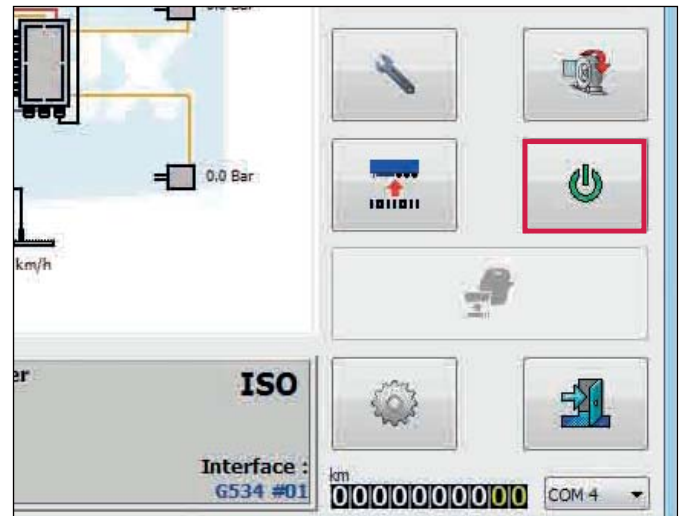 0.0 Bar
km/h
er
ISO
Interface :
G534 #01
km
0000000000
COM 4